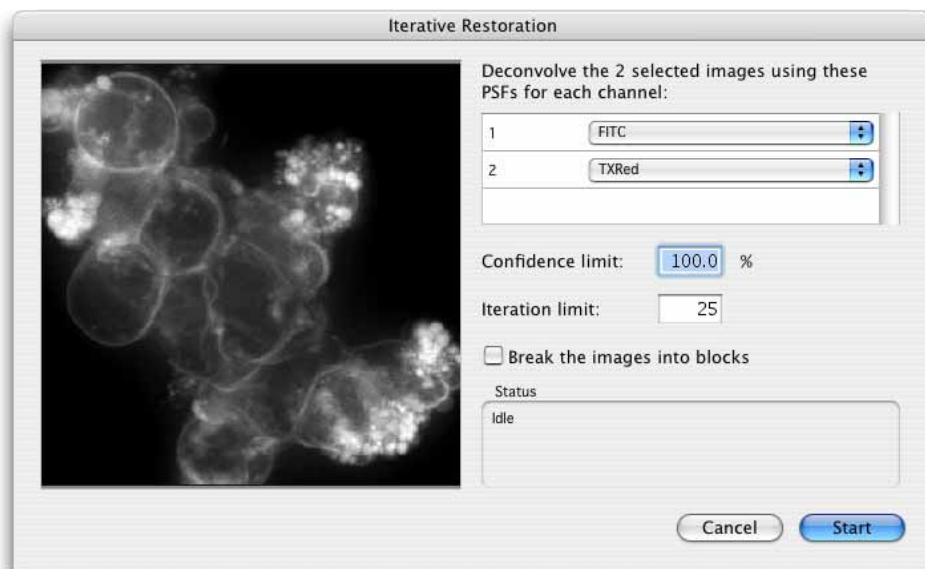 Iterative Restoration
Deconvolve the 2 selected images using these
PSFs for each channel:
1 FITC
2 TXRed
Confidence limit: 100.0 %
Iteration limit: 25
Break the images into blocks
Status
Idle
Cancel Start